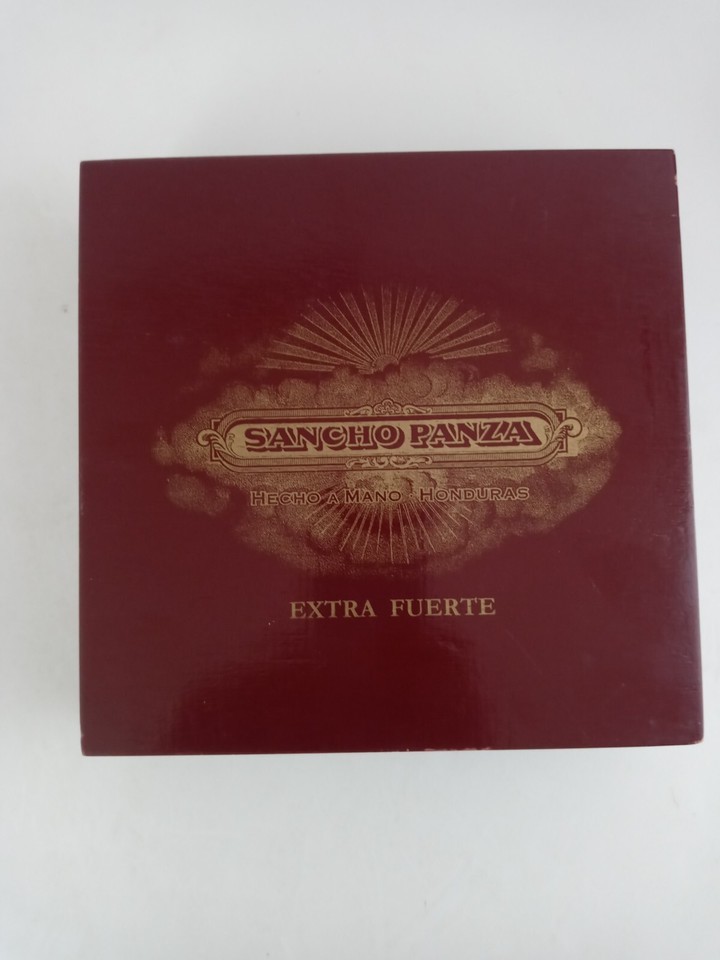 SANCHO PANZA
HECHO A MANO · HONDURAS
EXTRA FUERTE